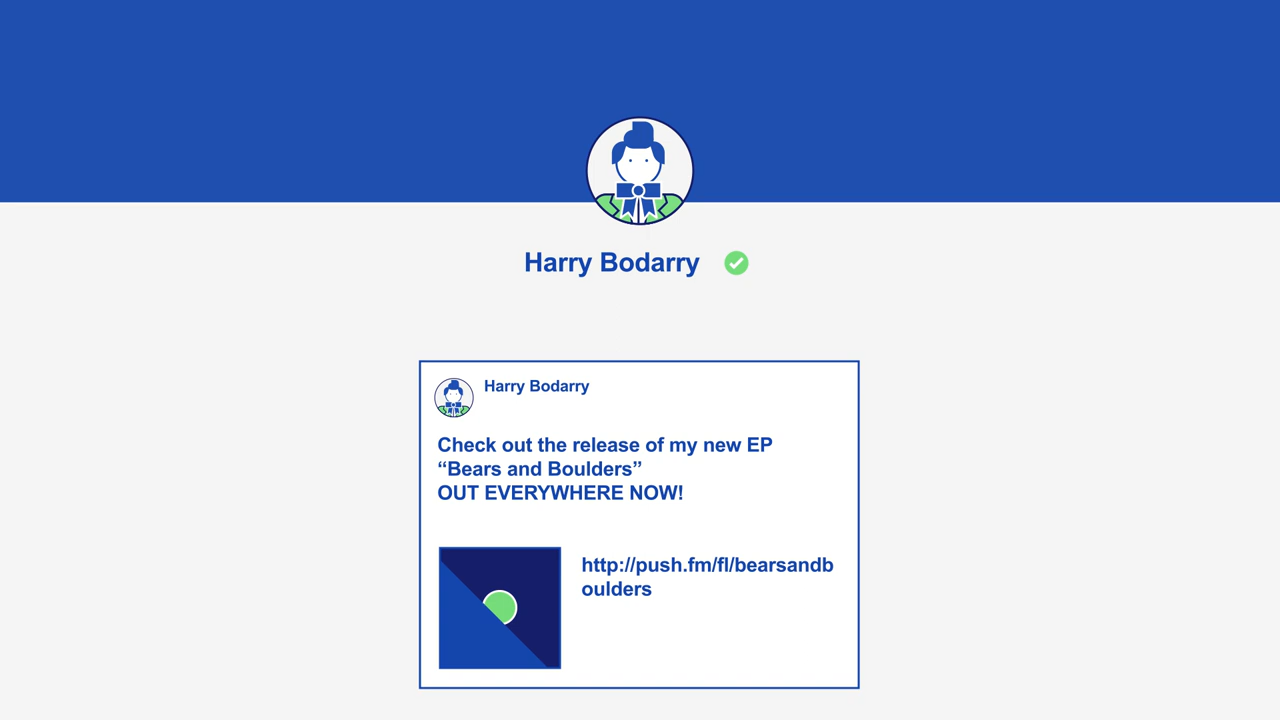 Harry Bodarry
Harry Bodarry
Check out the release of my new EP
“Bears and Boulders”
OUT EVERYWHERE NOW!
http://push.fm/fl/bearsandb
oulders